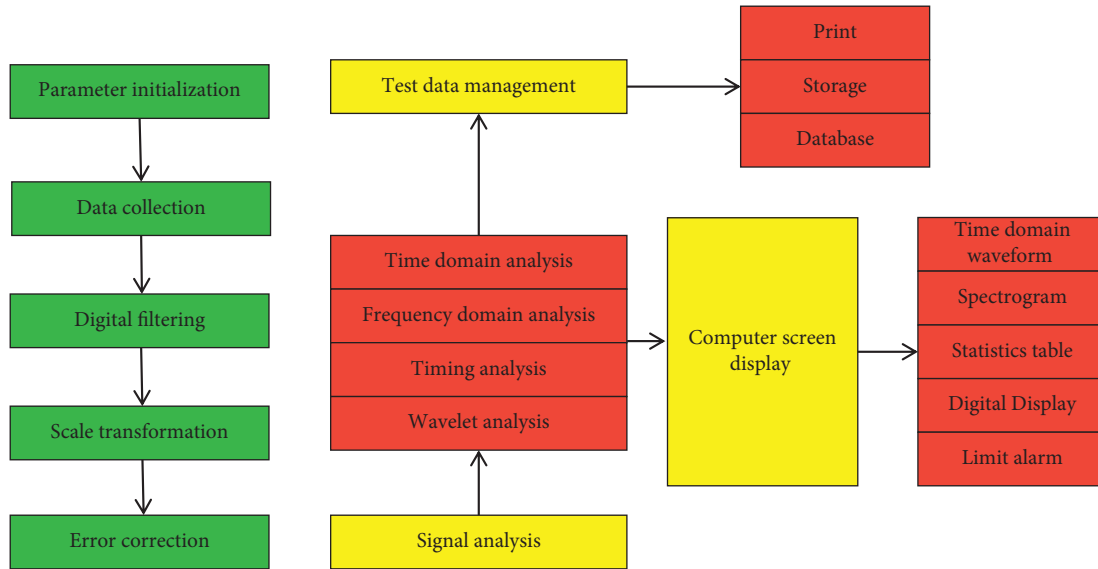 Parameter initialization
Data collection
Digital filtering
Scale transformation
Error correction
Test data management
Time domain analysis
Frequency domain analysis
Timing analysis
Wavelet analysis
Signal analysis
Print
Storage
Database
Computer screen
display
Time domain
waveform
Spectrogram
Statistics table
Digital Display
Limit alarm